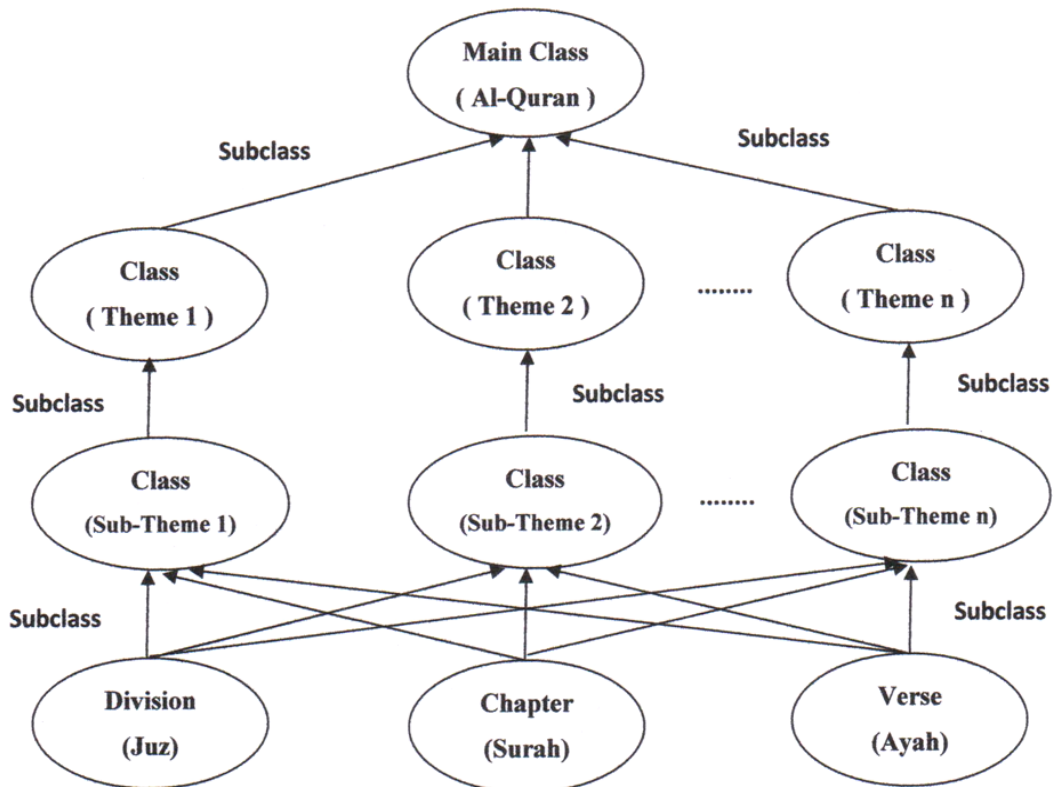 Main Class
( Al-Quran )
Subclass
Subclass
Class
( Theme 1 )
Class
( Theme 2 )
........
Class
( Theme n )
Subclass
Subclass
Subclass
Class
(Sub-Theme 1)
Class
(Sub-Theme 2)
........
Class
(Sub-Theme n)
Subclass
Subclass
Division
(Juz)
Chapter
(Surah)
Verse
(Ayah)